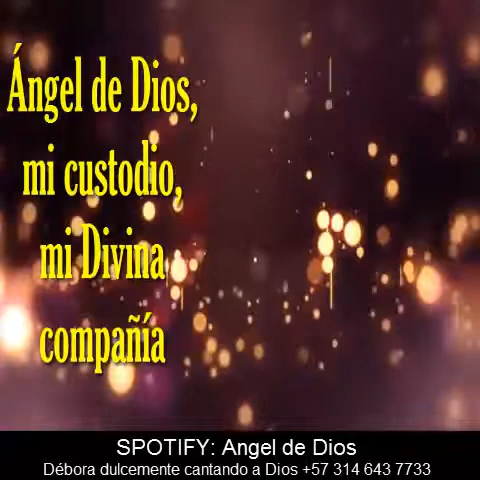 Ángel de Dios,
mi custodio,
mi Divina
compañía
SPOTIFY: Angel de Dios
Débora dulcemente cantando a Dios +57 314 643 7733